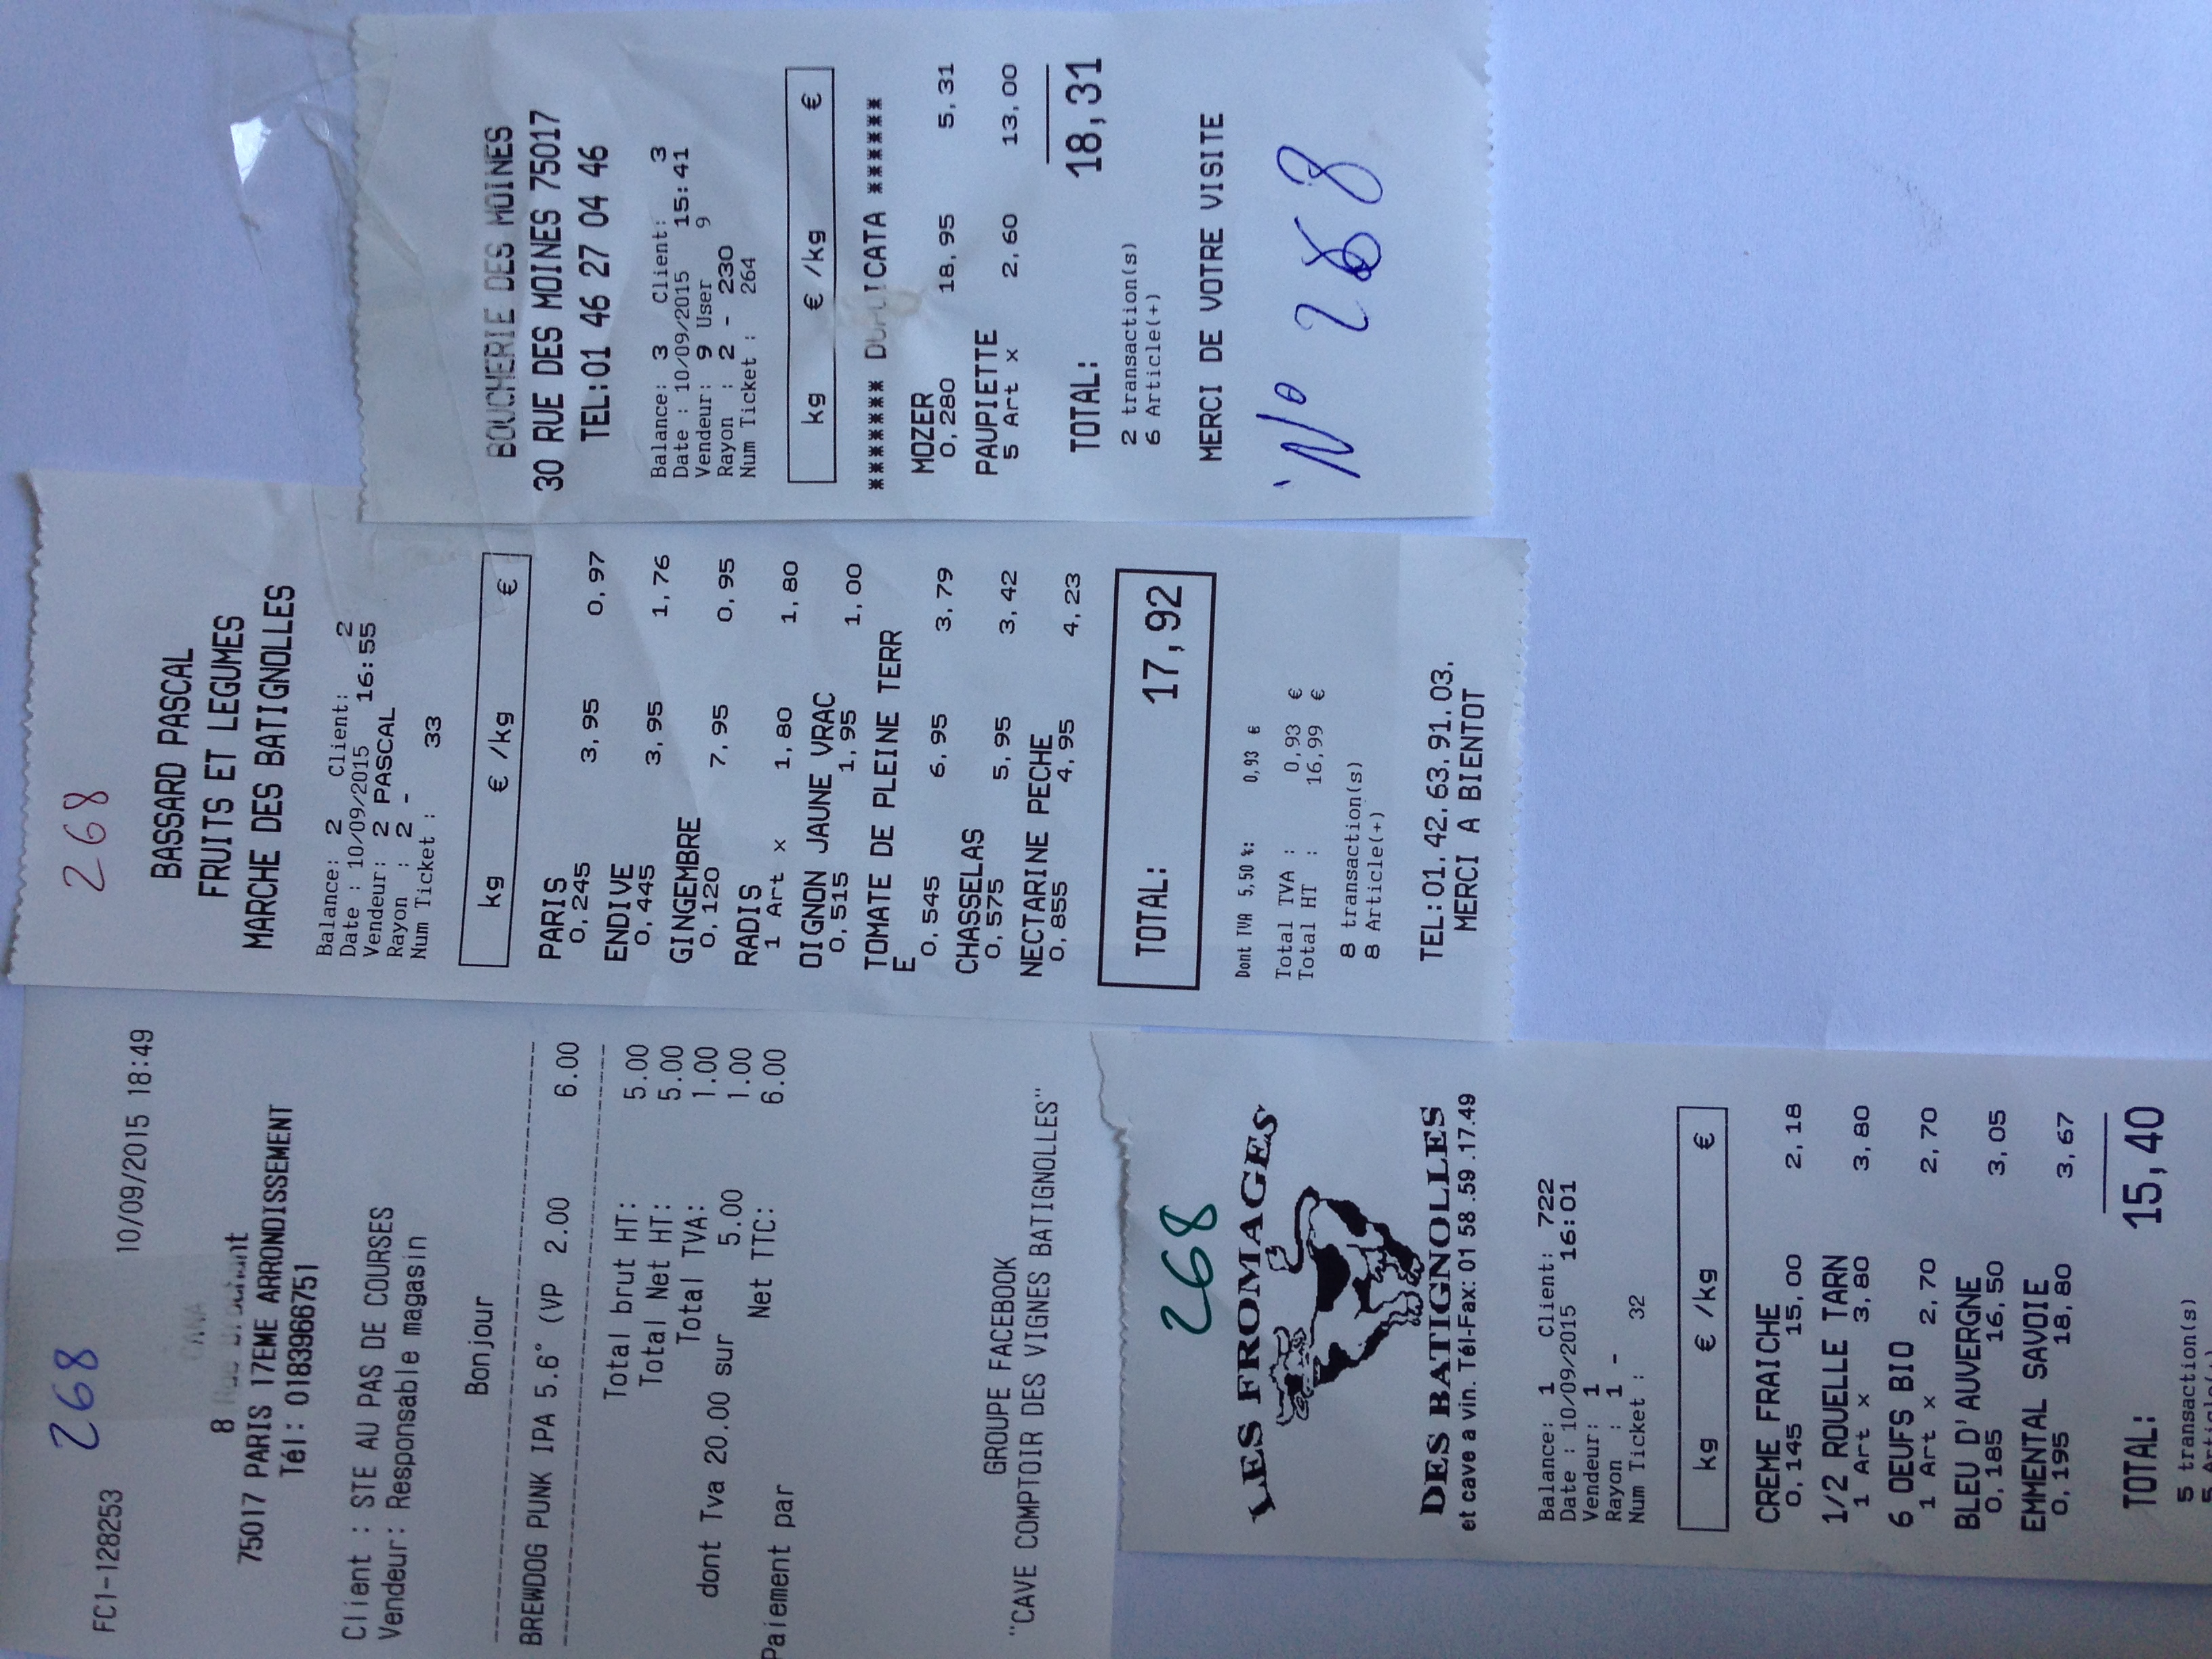 268
FC1-128253
10/09/2015 18:49
CANA
8 Rue Brochant
75017 PARIS 17EME ARRONDISSEMENT
Tél: 0183966751
Client : STE AU PAS DE COURSES
Vendeur: Responsable magasin
Bonjour
BREWDOG PUNK IPA 5.6° (VP 2.00 6.00
Total brut HT: 5.00
Total Net HT: 5.00
Total TVA: 1.00
dont Tva 20.00 sur 5.00 1.00
Net TTC: 6.00
Paiement par
GROUPE FACEBOOK
"CAVE COMPTOIR DES VIGNES BATIGNOLLES"
268
LES FROMAGES
DES BATIGNOLLES
et cave a vin. Tél-Fax: 01 58 .59 .17.49
Balance: 1 Client: 722
Date : 10/09/2015 16:01
Vendeur: 1
Rayon : 1 -
Num Ticket : 32
kg € /kg €
CREME FRAICHE
0,145 15,00 2,18
1/2 ROUELLE TARN
1 Art x 3,80 3,80
6 OEUFS BIO
1 Art x 2,70 2,70
BLEU D'AUVERGNE
0,185 16,50 3,05
EMMENTAL SAVOIE
0,195 18,80 3,67
TOTAL: 15,40
5 transaction(s)
5 Article(+)
268
BASSARD PASCAL
FRUITS ET LEGUMES
MARCHE DES BATIGNOLLES
Balance: 2 Client: 2
Date : 10/09/2015 16:55
Vendeur: 2 PASCAL
Rayon : 2 -
Num Ticket : 33
kg € /kg €
PARIS
0,245 3,95 0,97
ENDIVE
0,445 3,95 1,76
GINGEMBRE
0,120 7,95 0,95
RADIS
1 Art x 1,80 1,80
OIGNON JAUNE VRAC
0,515 1,95 1,00
TOMATE DE PLEINE TERR
E
0,545 6,95 3,79
CHASSELAS
0,575 5,95 3,42
NECTARINE PECHE
0,855 4,95 4,23
TOTAL: 17,92
Dont TVA 5,50 %: 0,93 €
Total TVA : 0,93 €
Total HT : 16,99 €
8 transaction(s)
8 Article(+)
TEL:01.42.63.91.03.
MERCI A BIENTOT
BOUCHERIE DES MOINES
30 RUE DES MOINES 75017
TEL:01 46 27 04 46
Balance: 3 Client: 3
Date : 10/09/2015 15:41
Vendeur: 9 User 9
Rayon : 2 - 230
Num Ticket : 264
kg € /kg €
******* DUPLICATA ******
MOZER
0,280 18,95 5,31
PAUPIETTE
5 Art x 2,60 13,00
TOTAL: 18,31
2 transaction(s)
6 Article(+)
MERCI DE VOTRE VISITE
N° 268